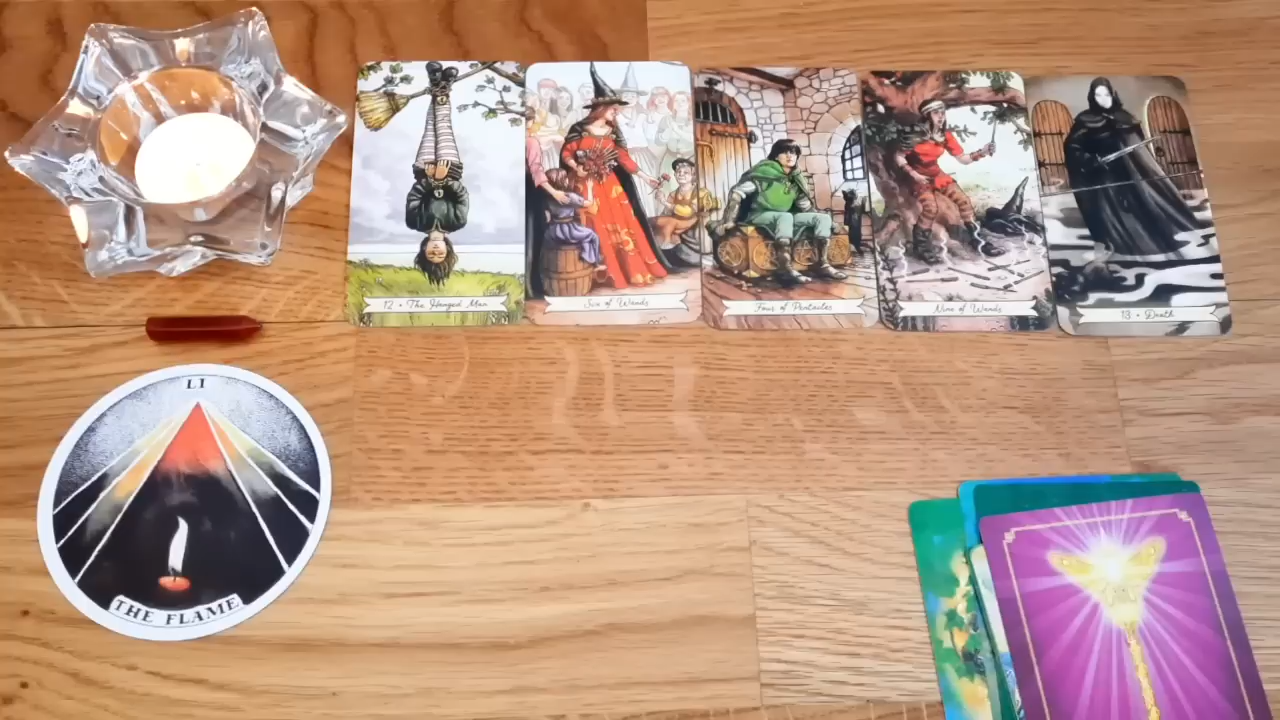 12 • The Hanged Man
Six of Wands
Four of Pentacles
Nine of Wands
13 • Death
LI
THE FLAME